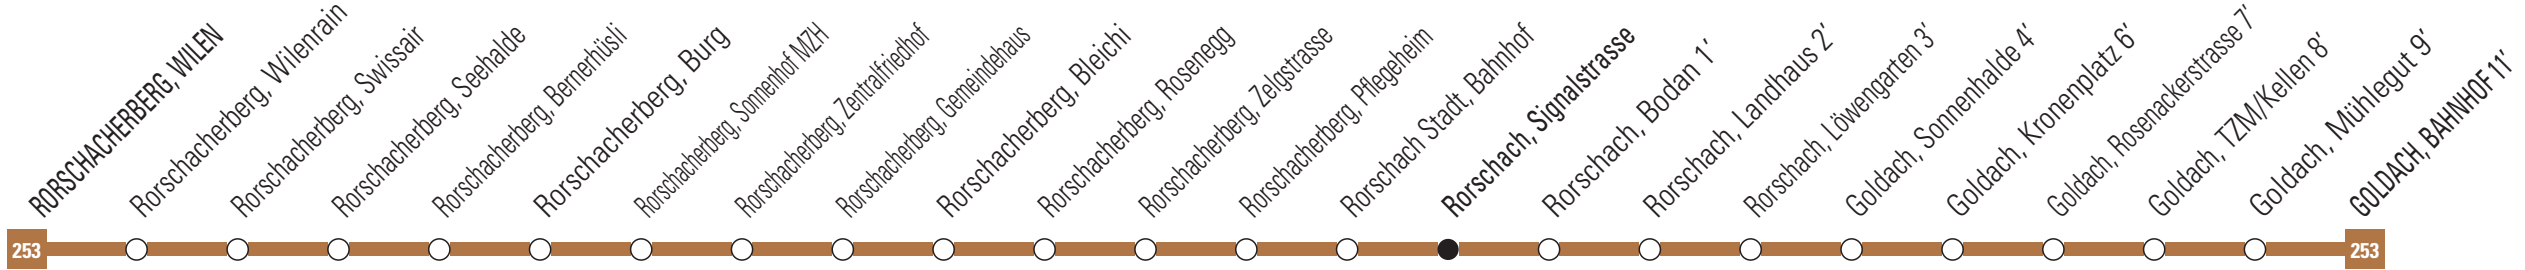 RORSCHACHERBERG, WILEN
Rorschacherberg, Wilenrain
Rorschacherberg, Swissair
Rorschacherberg, Seehalde
Rorschacherberg, Bernerhüsli
Rorschacherberg, Burg
Rorschacherberg, Sonnenhof MZH
Rorschacherberg, Zentralfriedhof
Rorschacherberg, Gemeindehaus
Rorschacherberg, Bleichi
Rorschacherberg, Rosenegg
Rorschacherberg, Zelgstrasse
Rorschacherberg, Pflegeheim
Rorschach Stadt, Bahnhof
Rorschach, Signalstrasse
Rorschach, Bodan 1'
Rorschach, Landhaus 2'
Rorschach, Löwengarten 3'
Goldach, Sonnenhalde 4'
Goldach, Kronenplatz 6'
Goldach, Rosenackerstrasse 7'
Goldach, TZM/Kellen 8'
Goldach, Mühlegut 9'
GOLDACH, BAHNHOF 11'
253
253